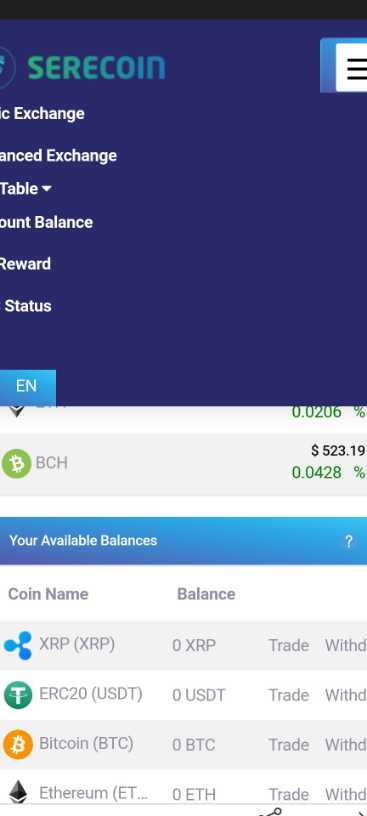 SERECOIN
ic Exchange
anced Exchange
Table
ount Balance
Reward
Status
EN
0.0206 %
BCH
$ 523.19
0.0428 %
Your Available Balances ?
Coin Name Balance
XRP (XRP) 0 XRP Trade Withd
ERC20 (USDT) 0 USDT Trade Withd
Bitcoin (BTC) 0 BTC Trade Withd
Ethereum (ET... 0 ETH Trade Withd